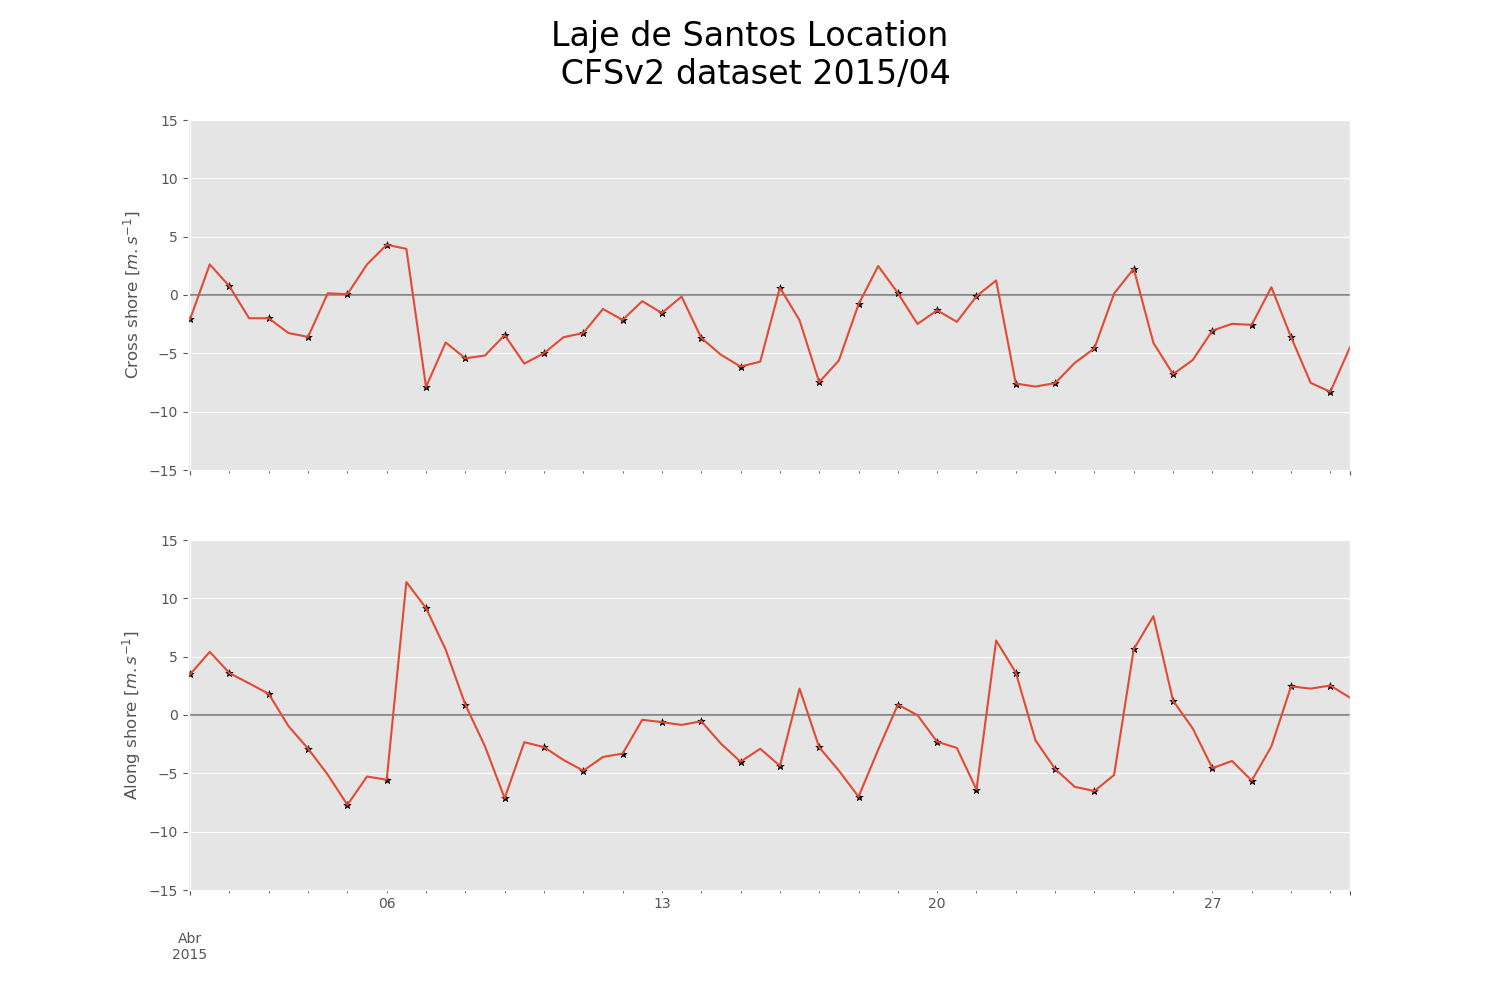 Laje de Santos Location
CFSv2 dataset 2015/04
15
10
5
0
−5
−10
−15
Cross shore [m.s⁻¹]
15
10
5
0
−5
−10
−15
Along shore [m.s⁻¹]
06 13 20 27
Abr
2015